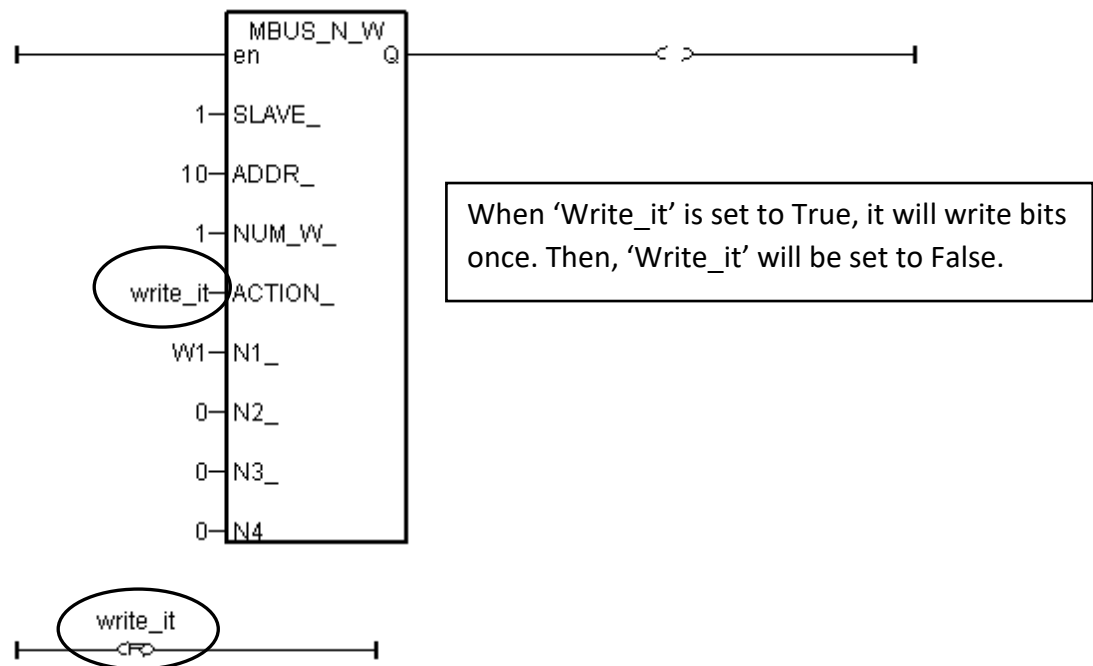 MBUS_N_W
en Q
1 SLAVE_
10 ADDR_
When ‘Write_it’ is set to True, it will write bits
once. Then, ‘Write_it’ will be set to False.
1 NUM_W_
write_it ACTION_
W1 N1_
0 N2_
0 N3_
0 N4
write_it
R